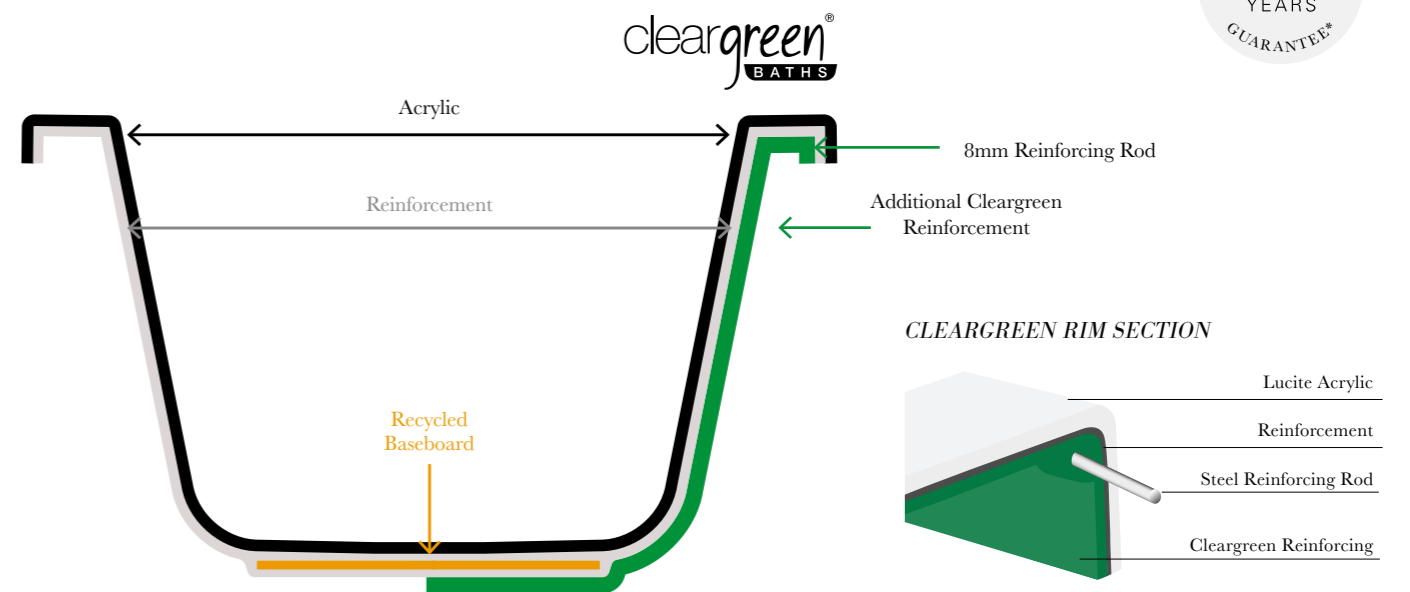 YEARS
GUARANTEE*
cleargreen®
BATHS
Acrylic
8mm Reinforcing Rod
Reinforcement
Additional Cleargreen
Reinforcement
CLEARGREEN RIM SECTION
Lucite Acrylic
Reinforcement
Steel Reinforcing Rod
Cleargreen Reinforcing
Recycled
Baseboard